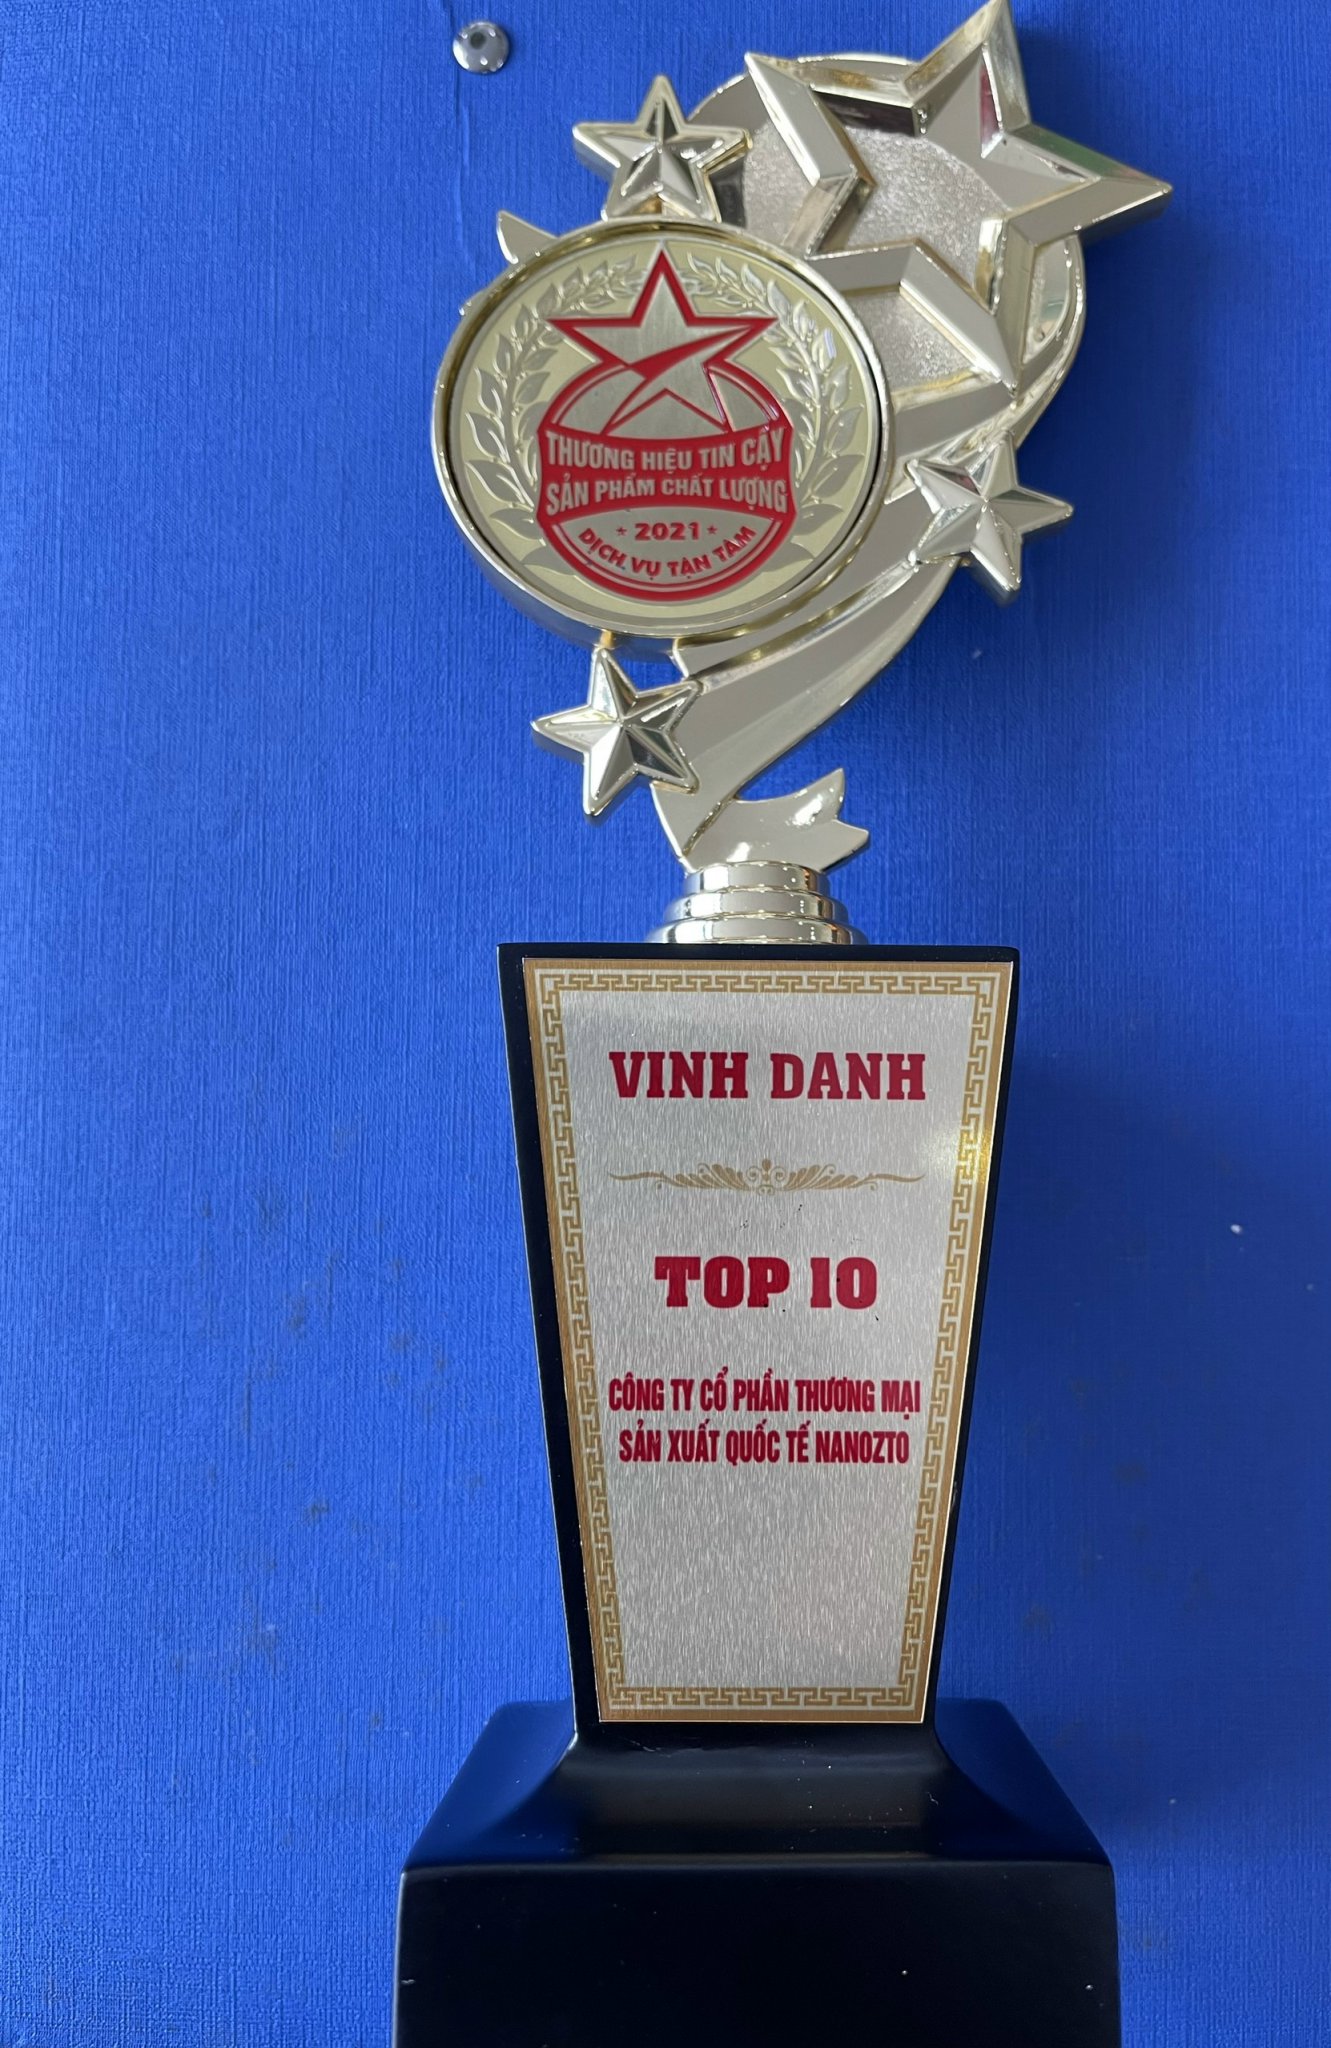 THƯƠNG HIỆU TIN CẬY
SẢN PHẨM CHẤT LƯỢNG
★ 2021 ★
DỊCH VỤ TẬN TÂM
VINH DANH
TOP 10
CÔNG TY CỔ PHẦN THƯƠNG MẠI
SẢN XUẤT QUỐC TẾ NANOZTO